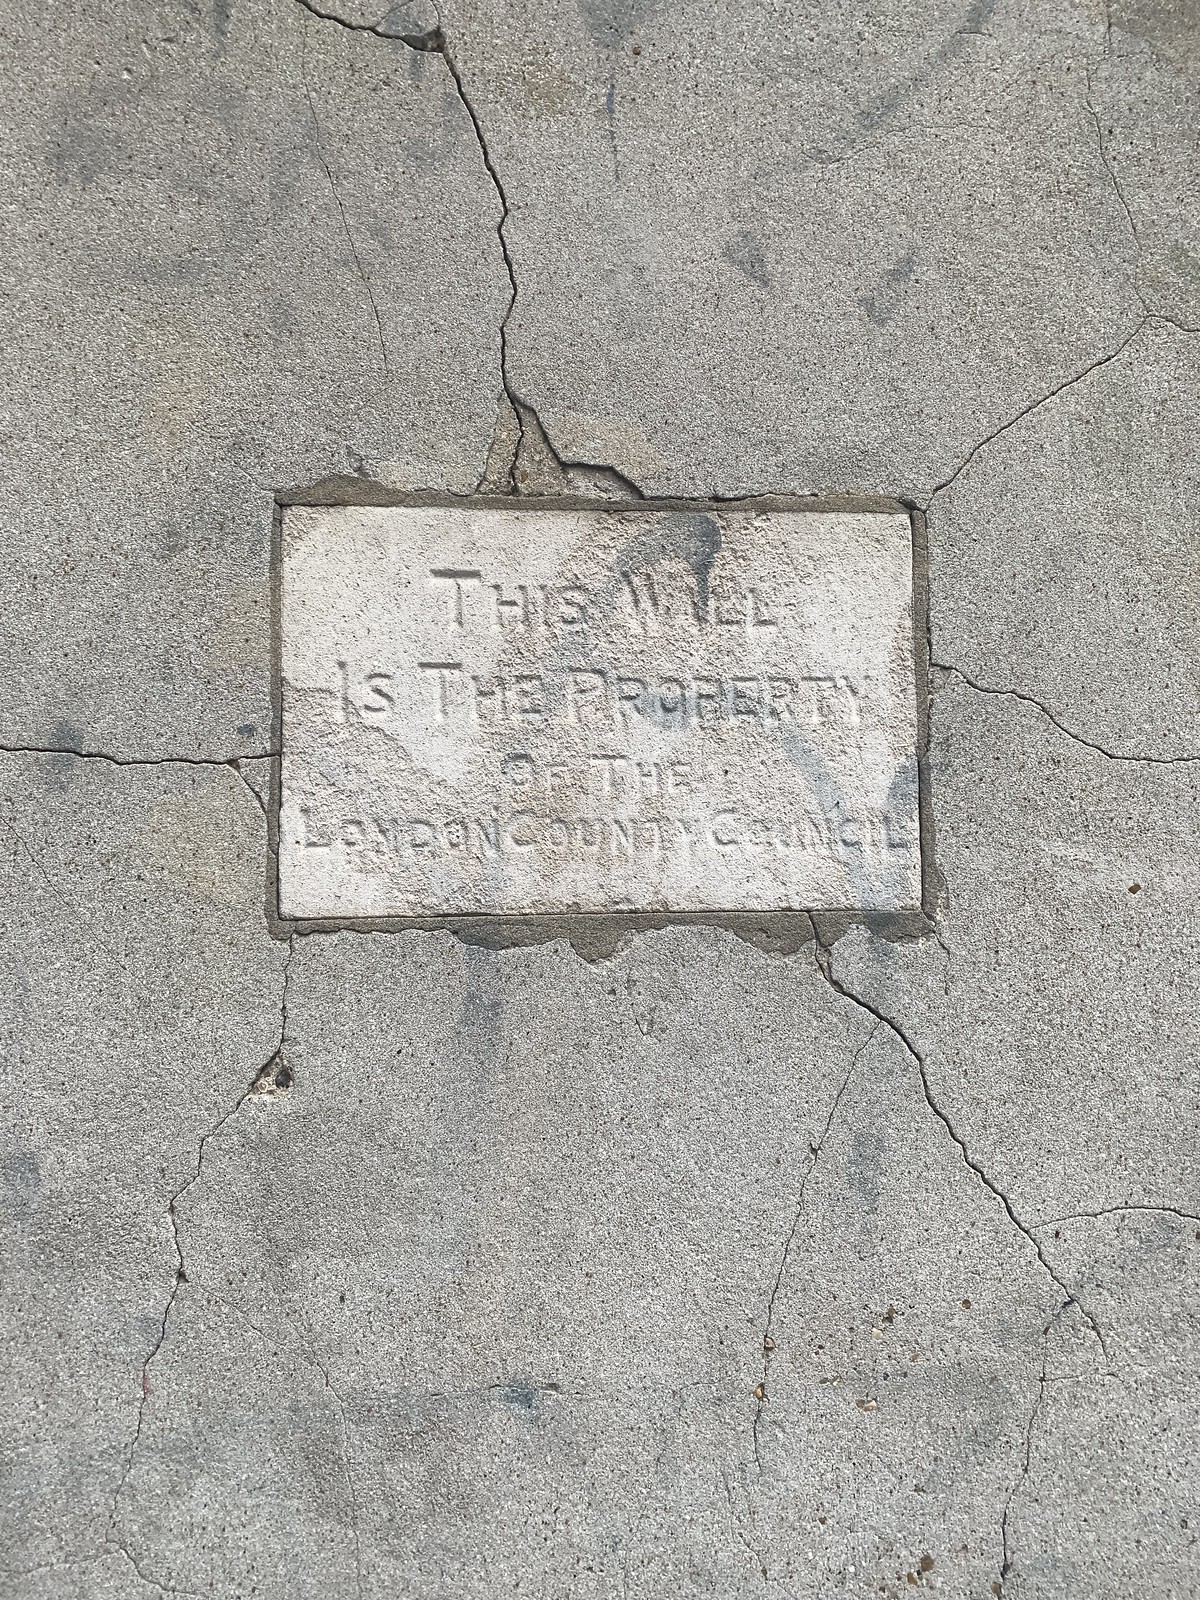 THIS WALL
IS THE PROPERTY
OF THE
LONDON COUNTY COUNCIL